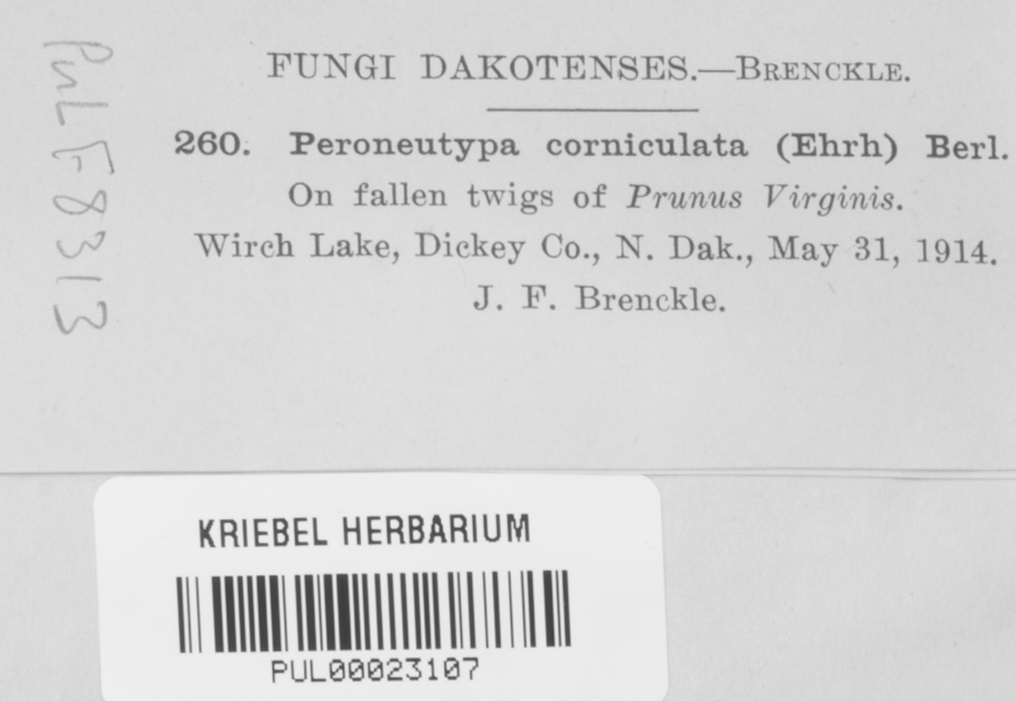 FUNGI DAKOTENSES.—BRENCKLE.
260. Peroneutypa corniculata (Ehrh) Berl.
On fallen twigs of Prunus Virginis.
Wirch Lake, Dickey Co., N. Dak., May 31, 1914.
J. F. Brenckle.
PUL F8313
KRIEBEL HERBARIUM
PUL00023107